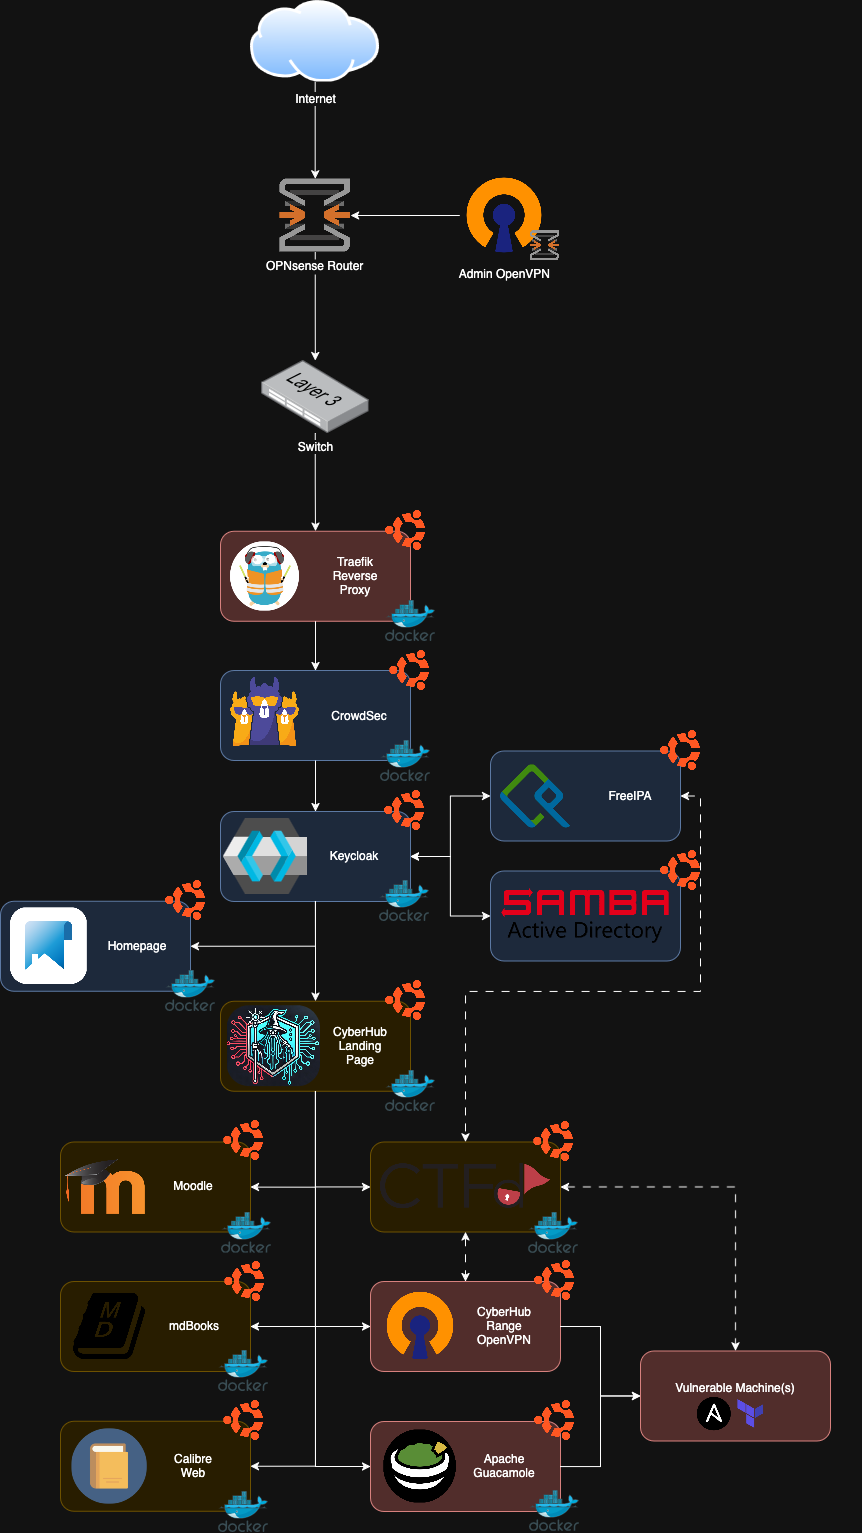 Internet
OPNsense Router
Admin OpenVPN
Layer 3
Switch
Traefik
Reverse
Proxy
docker
CrowdSec
docker
FreeIPA
Keycloak
docker
SAMBA
Active Directory
Homepage
docker
CyberHub
Landing
Page
docker
Moodle
docker
CTFd
docker
MD
mdBooks
docker
CyberHub
Range
OpenVPN
Vulnerable Machine(s)
Calibre
Web
docker
Apache
Guacamole
docker